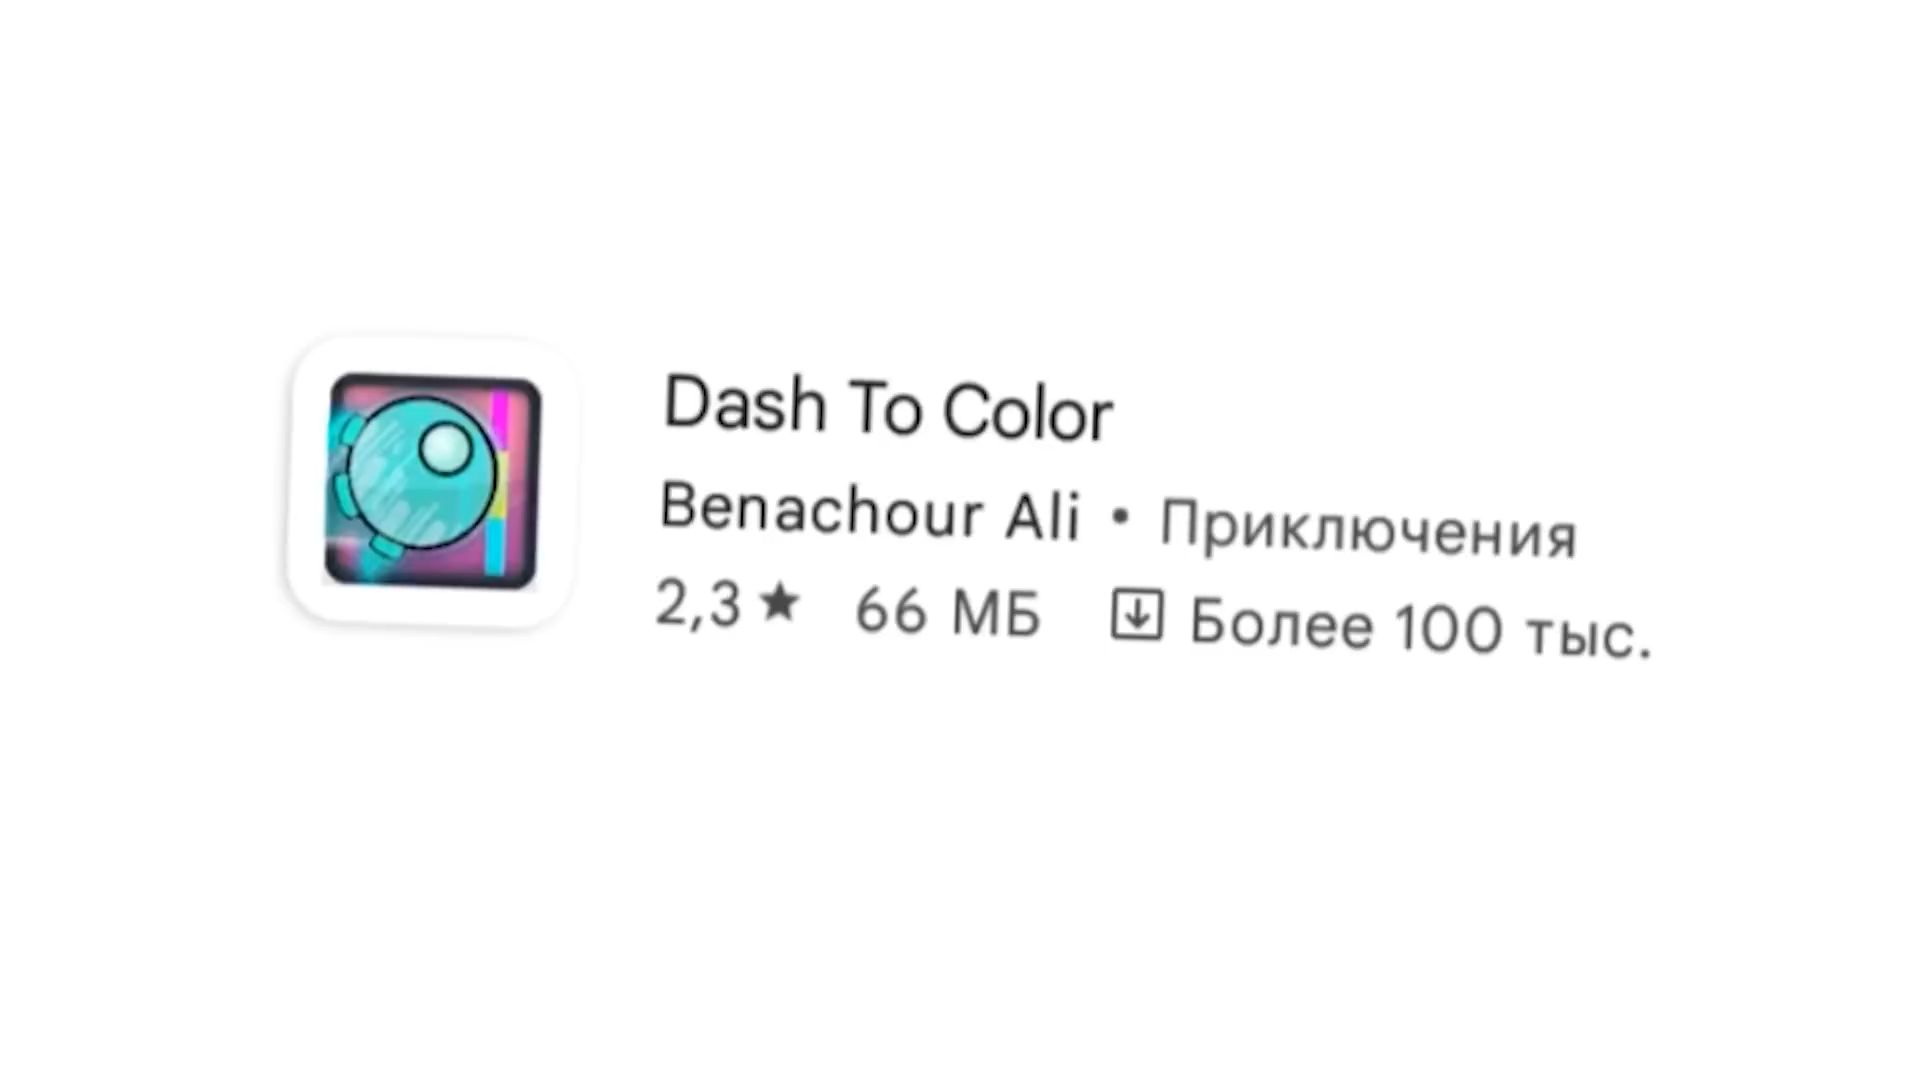 Dash To Color
Benachour Ali • Приключения
2,3★ 66 МБ Более 100 тыс.